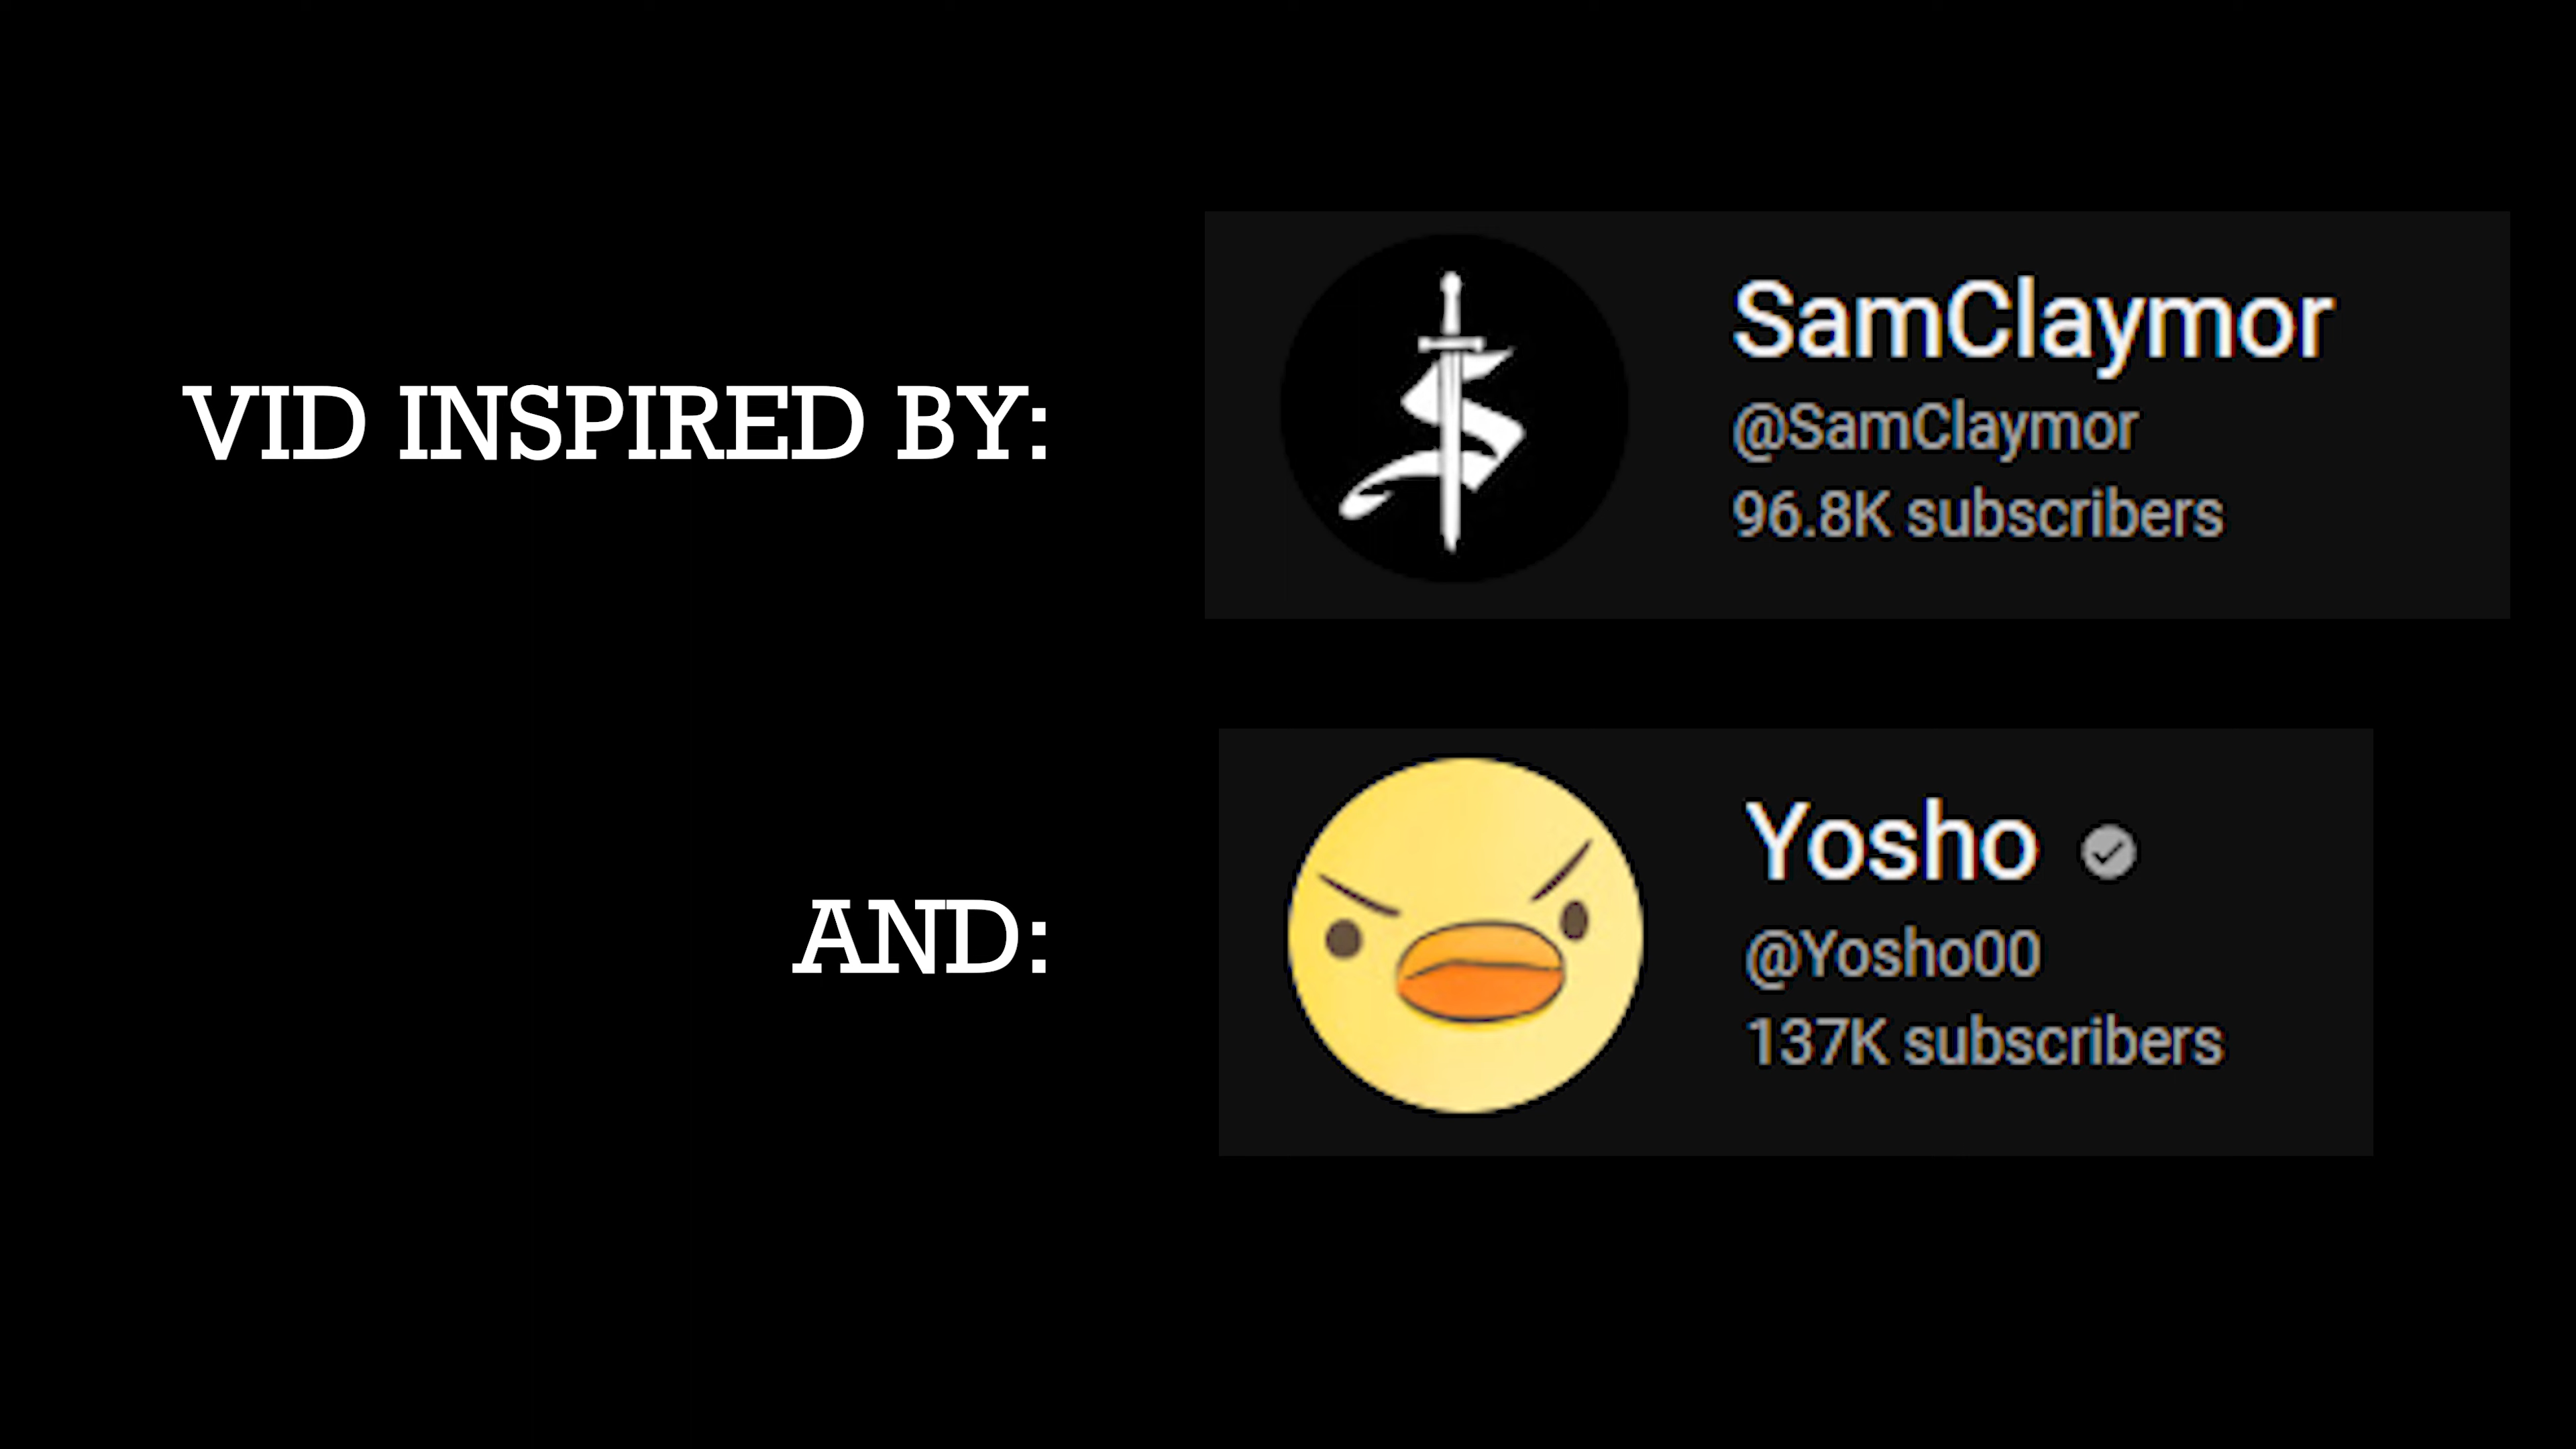 VID INSPIRED BY:
SamClaymor
@SamClaymor
96.8K subscribers
AND:
Yosho
@Yosho00
137K subscribers